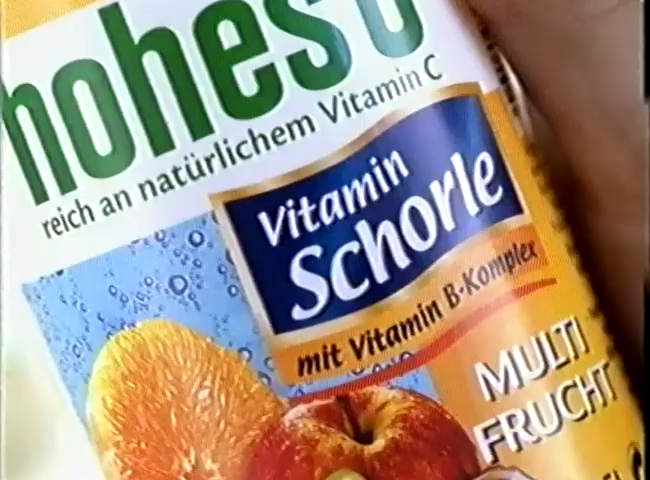 hohes C
reich an natürlichem Vitamin C
Vitamin
Schorle
mit Vitamin B-Komplex
MULTI
FRUCHT